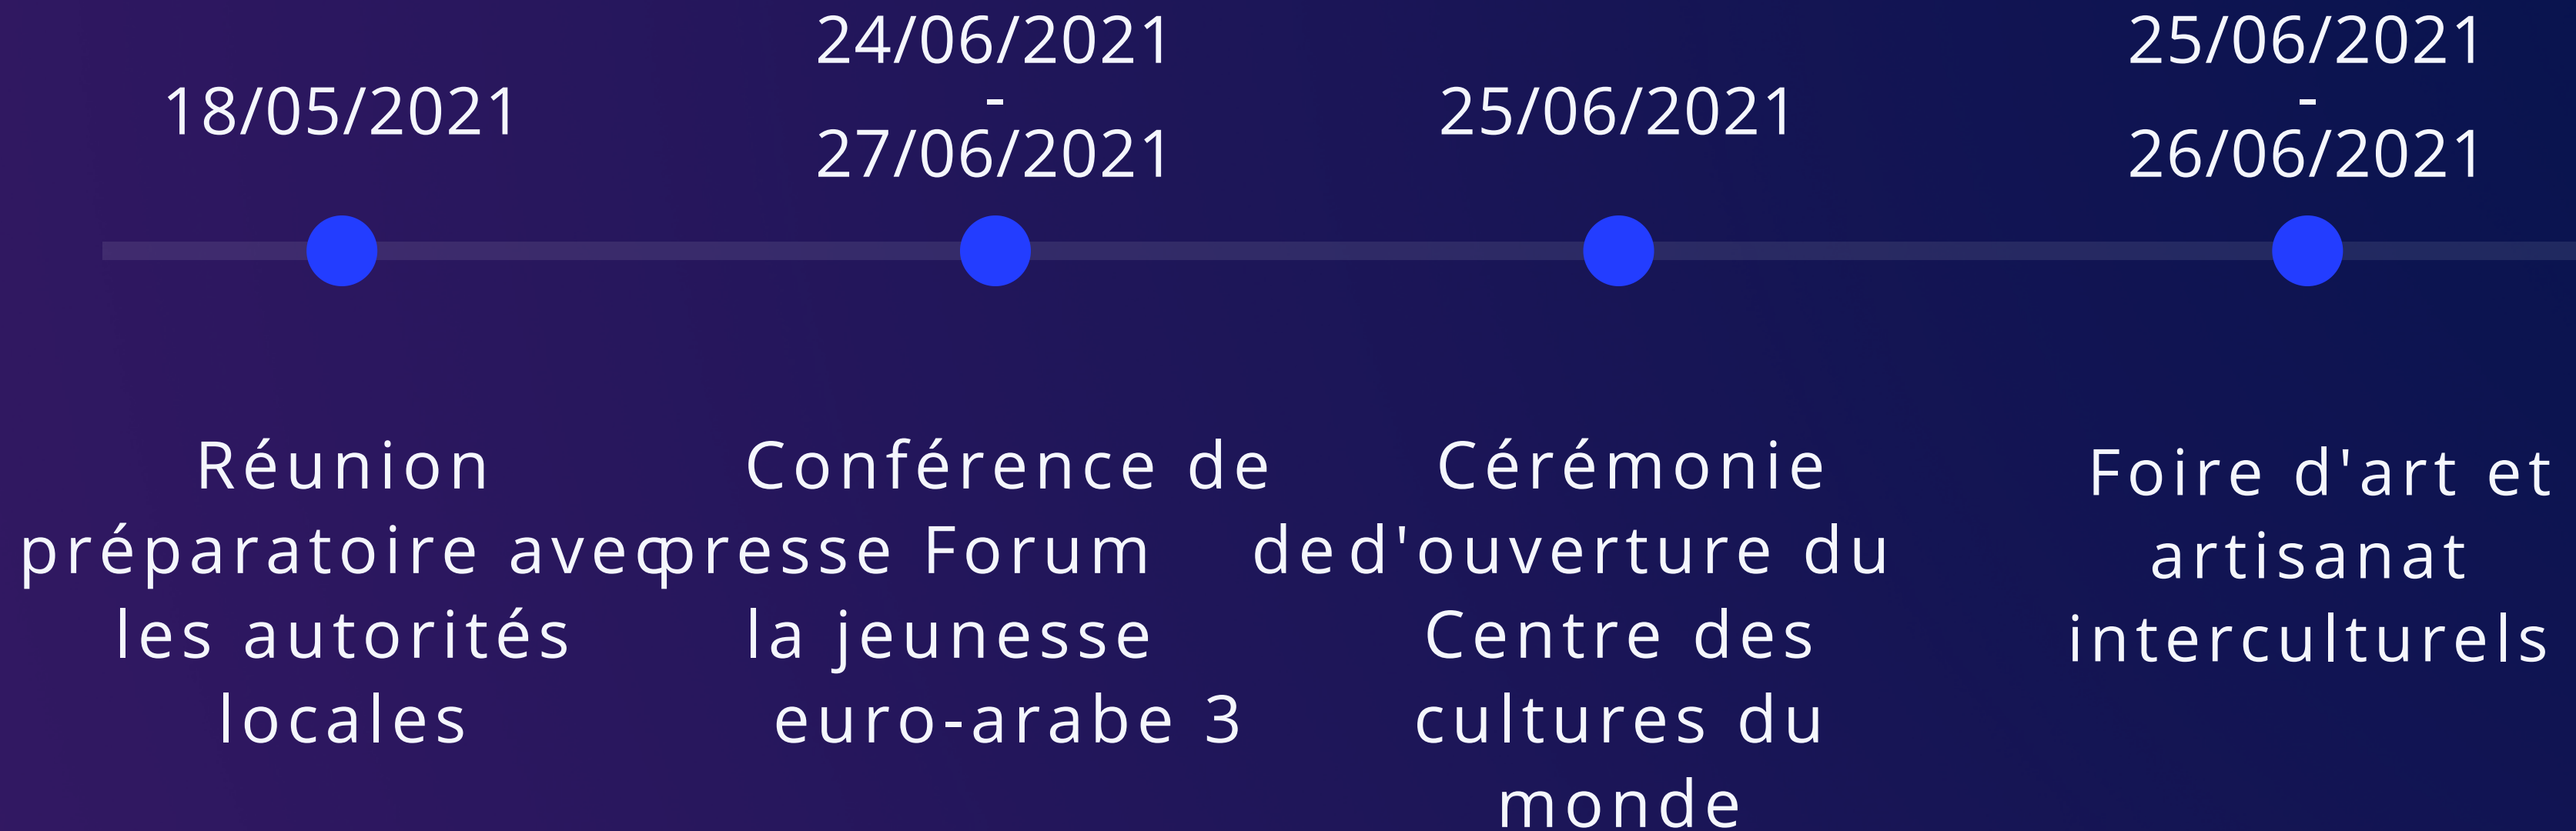 18/05/2021
24/06/2021
-
27/06/2021
25/06/2021
25/06/2021
-
26/06/2021
Réunion
préparatoire avec
les autorités
locales
Conférence de
presse Forum de
la jeunesse
euro-arabe 3
Cérémonie
d'ouverture du
Centre des
cultures du
monde
Foire d'art et
artisanat
interculturels